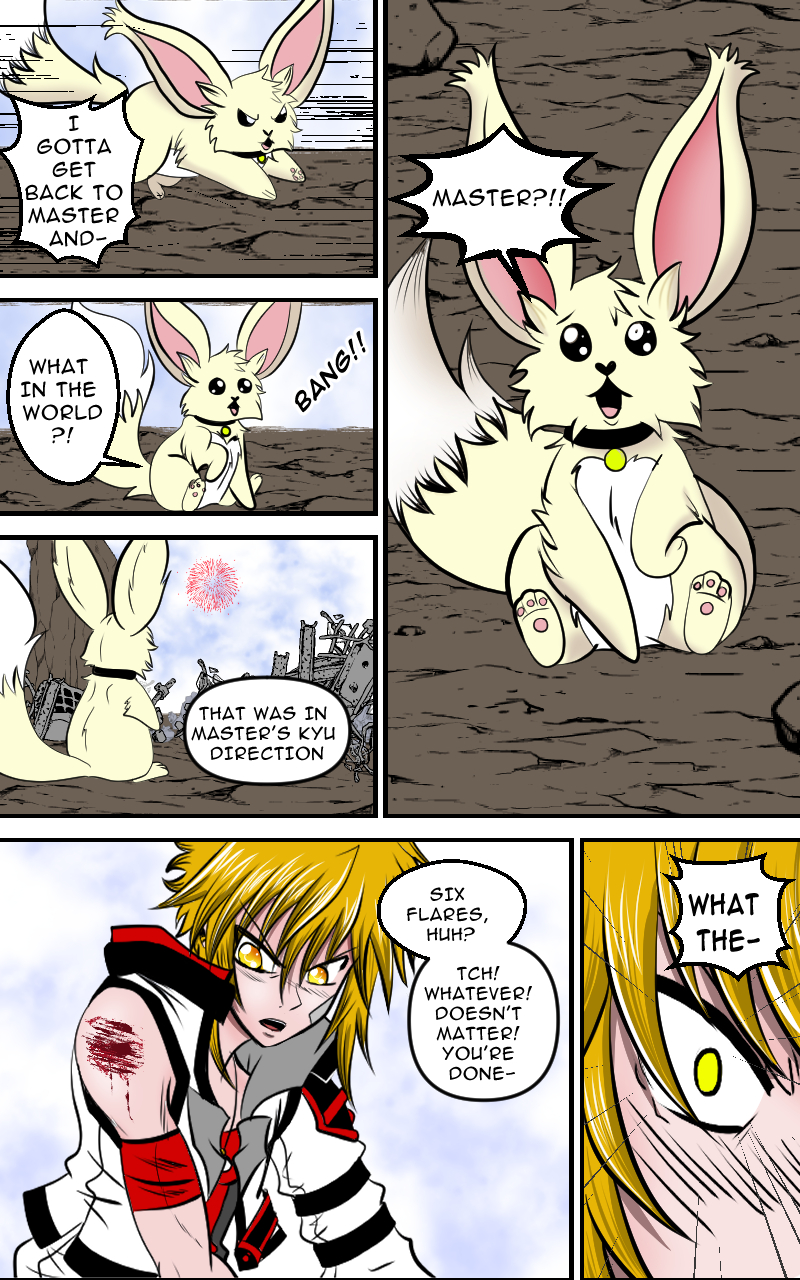 I
GOTTA
GET
BACK TO
MASTER
AND-
WHAT
IN THE
WORLD
?!
BANG!!
THAT WAS IN
MASTER'S KYU
DIRECTION
MASTER?!!
SIX
FLARES,
HUH?
TCH!
WHATEVER!
DOESN'T
MATTER!
YOU'RE
DONE-
WHAT
THE-